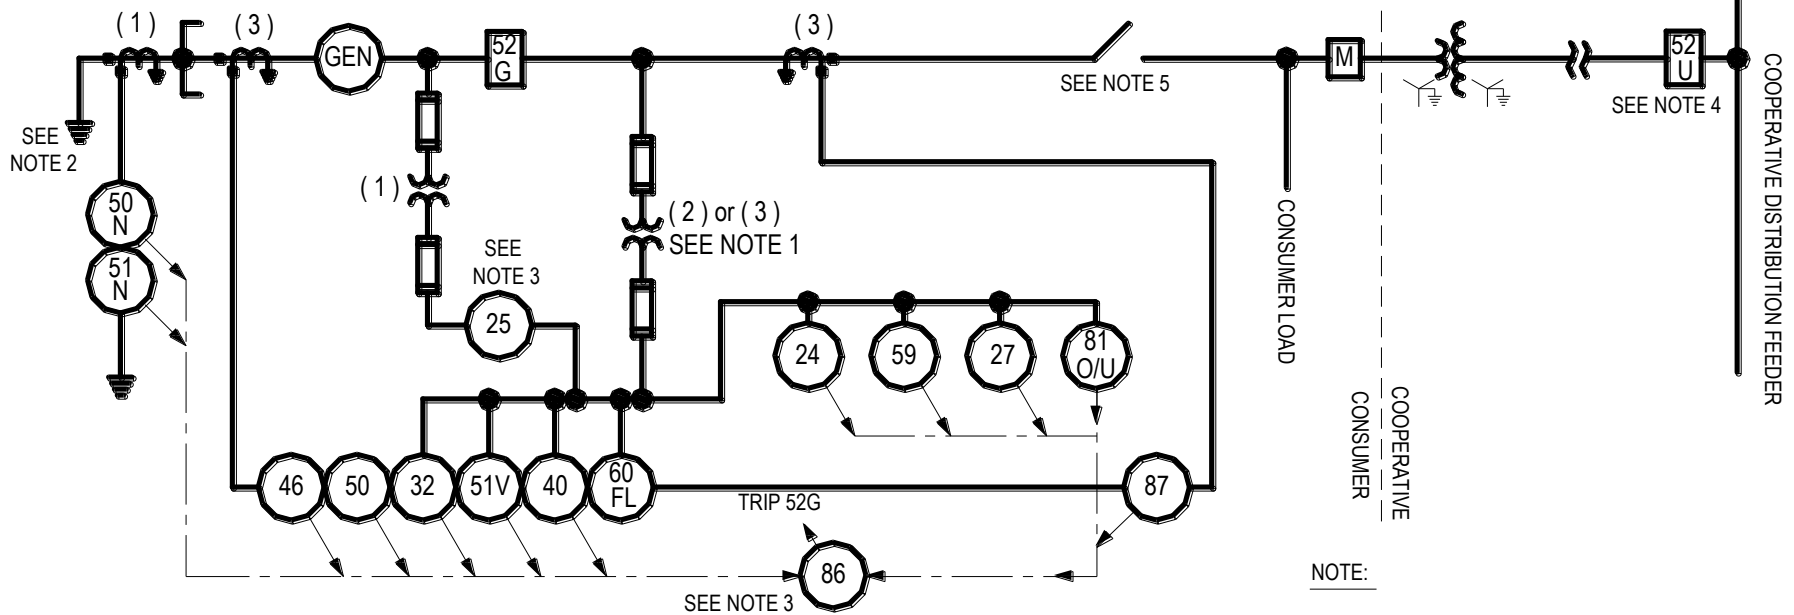 ( 1 )
( 3 )
GEN
52
G
( 3 )
SEE NOTE 5
M
52
U
SEE NOTE 4
COOPERATIVE DISTRIBUTION FEEDER
SEE
NOTE 2
50
N
51
N
( 1 )
SEE
NOTE 3
25
( 2 ) or ( 3 )
SEE NOTE 1
24
59
27
81
O/U
CONSUMER LOAD
CONSUMER
COOPERATIVE
46
50
32
51V
40
60
FL
TRIP 52G
87
86
SEE NOTE 3
NOTE: